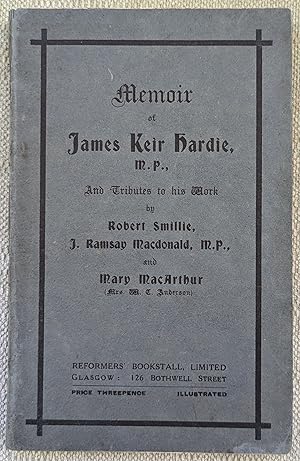 Memoir
of
James Keir Hardie,
M.P.,
And Tributes to his Work
by
Robert Smillie,
J. Ramsay Macdonald, M.P.,
and
Mary MacArthur
(Mrs. W. C. Anderson)
REFORMERS' BOOKSTALL, LIMITED
GLASGOW: 126 BOTHWELL STREET
PRICE THREEPENCE ILLUSTRATED